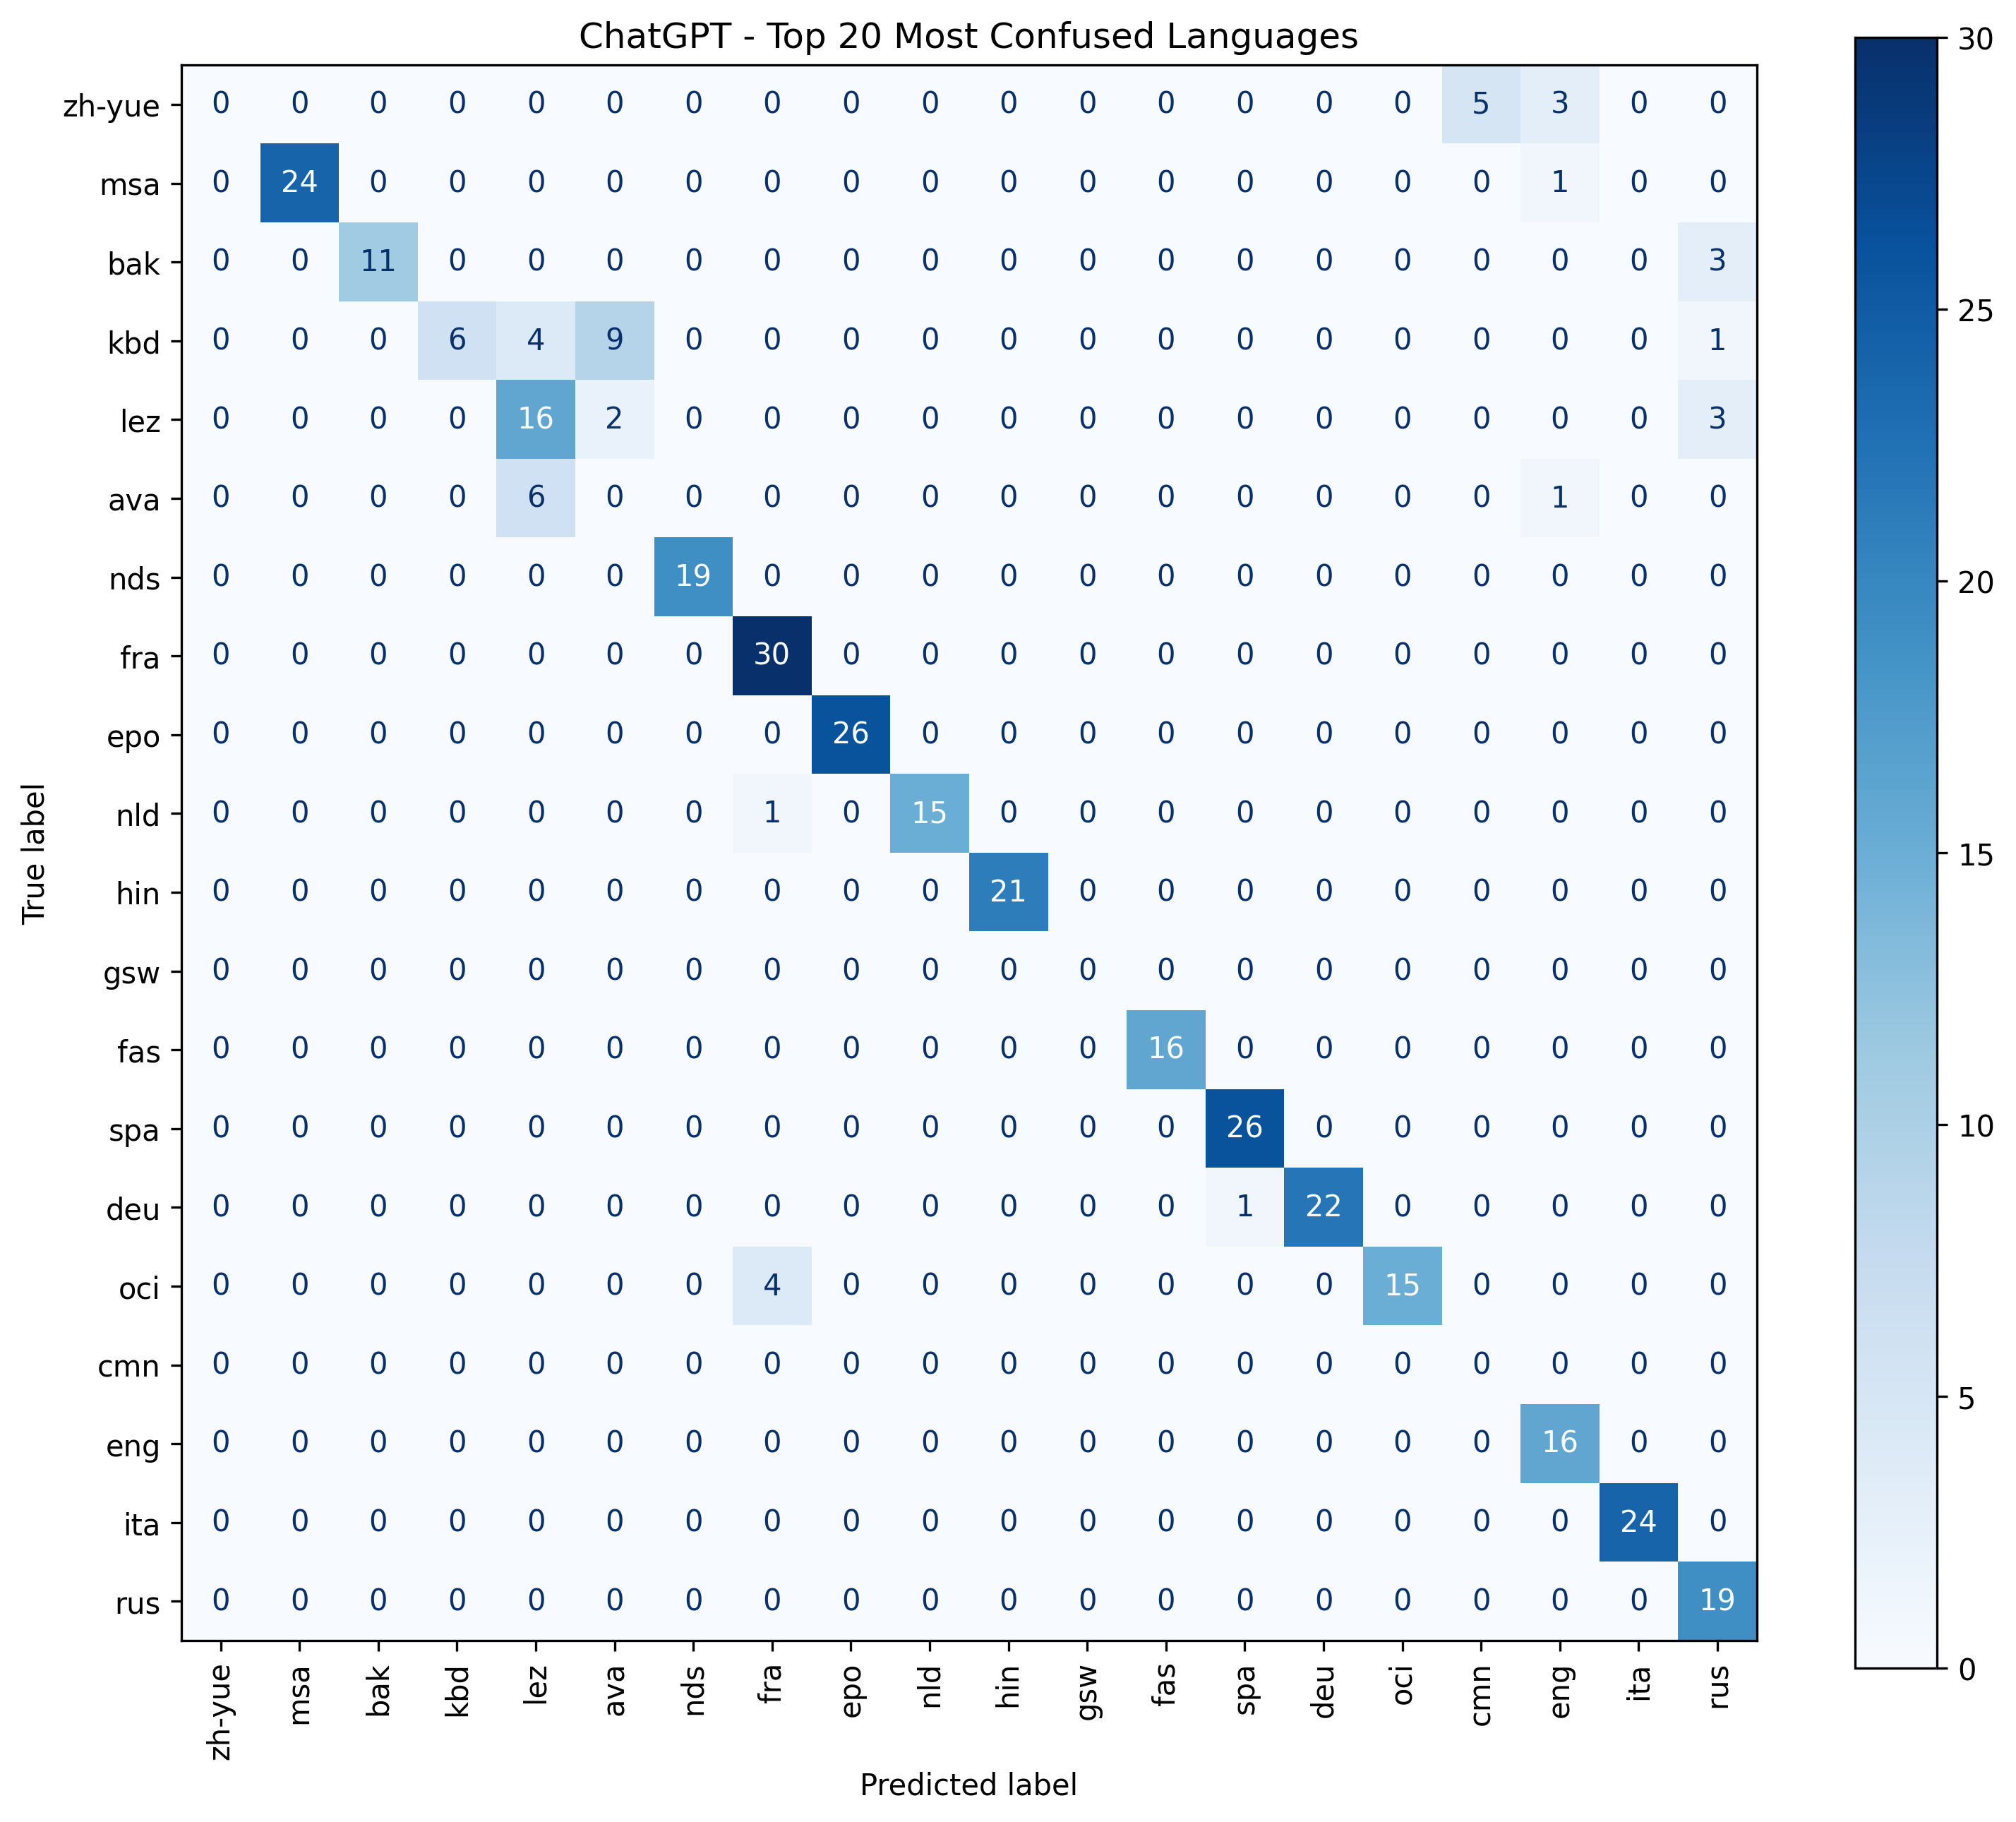 ChatGPT - Top 20 Most Confused Languages
zh-yue 0 0 0 0 0 0 0 0 0 0 0 0 0 0 0 0 5 3 0 0
msa 0 24 0 0 0 0 0 0 0 0 0 0 0 0 0 0 0 1 0 0
bak 0 0 11 0 0 0 0 0 0 0 0 0 0 0 0 0 0 0 0 3
kbd 0 0 0 6 4 9 0 0 0 0 0 0 0 0 0 0 0 0 0 1
lez 0 0 0 0 16 2 0 0 0 0 0 0 0 0 0 0 0 0 0 3
ava 0 0 0 0 6 0 0 0 0 0 0 0 0 0 0 0 0 1 0 0
nds 0 0 0 0 0 0 19 0 0 0 0 0 0 0 0 0 0 0 0 0
fra 0 0 0 0 0 0 0 30 0 0 0 0 0 0 0 0 0 0 0 0
epo 0 0 0 0 0 0 0 0 26 0 0 0 0 0 0 0 0 0 0 0
nld 0 0 0 0 0 0 0 1 0 15 0 0 0 0 0 0 0 0 0 0
hin 0 0 0 0 0 0 0 0 0 0 21 0 0 0 0 0 0 0 0 0
gsw 0 0 0 0 0 0 0 0 0 0 0 0 0 0 0 0 0 0 0 0
fas 0 0 0 0 0 0 0 0 0 0 0 0 16 0 0 0 0 0 0 0
spa 0 0 0 0 0 0 0 0 0 0 0 0 0 26 0 0 0 0 0 0
deu 0 0 0 0 0 0 0 0 0 0 0 0 0 1 22 0 0 0 0 0
oci 0 0 0 0 0 0 0 4 0 0 0 0 0 0 0 15 0 0 0 0
cmn 0 0 0 0 0 0 0 0 0 0 0 0 0 0 0 0 0 0 0 0
eng 0 0 0 0 0 0 0 0 0 0 0 0 0 0 0 0 0 16 0 0
ita 0 0 0 0 0 0 0 0 0 0 0 0 0 0 0 0 0 0 24 0
rus 0 0 0 0 0 0 0 0 0 0 0 0 0 0 0 0 0 0 0 19
zh-yue msa bak kbd lez ava nds fra epo nld hin gsw fas spa deu oci cmn eng ita rus
Predicted label
True label
30
25
20
15
10
5
0